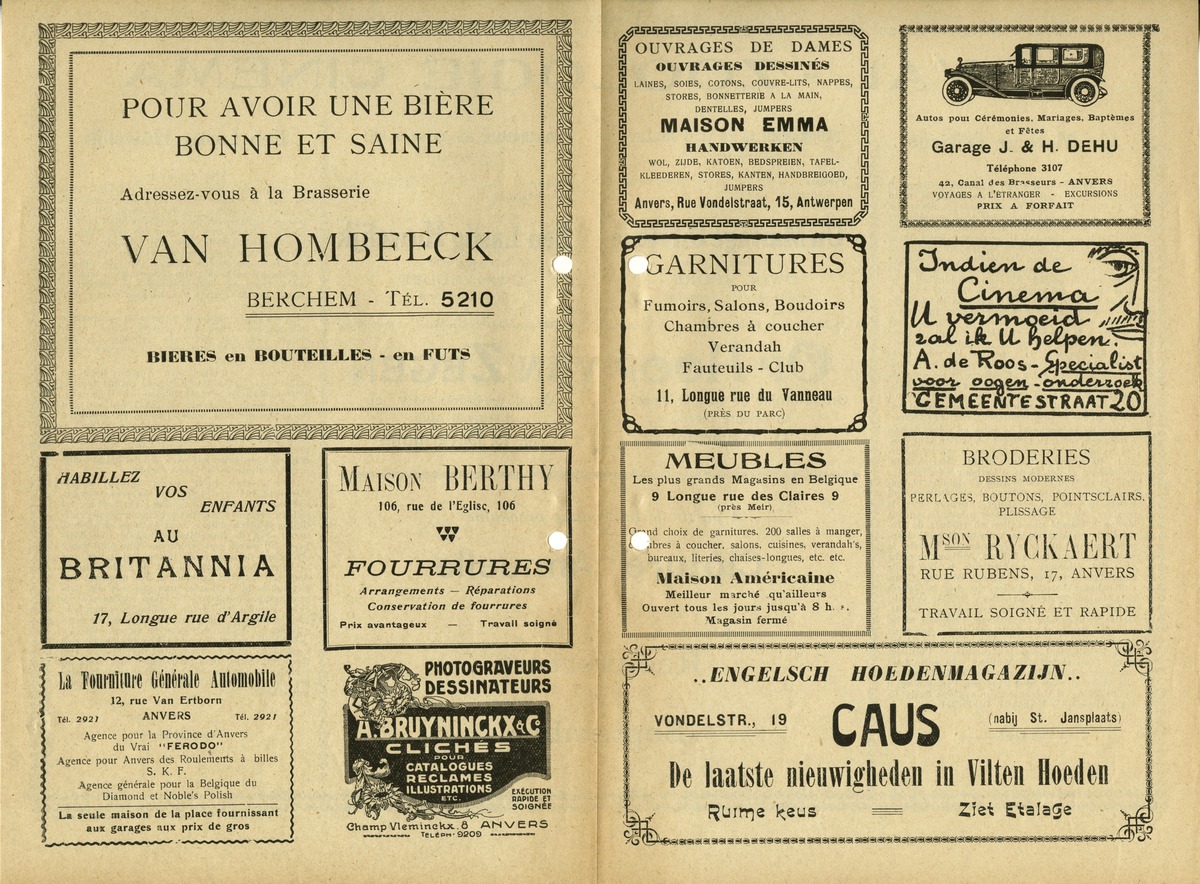 POUR AVOIR UNE BIÈRE
BONNE ET SAINE
Adressez-vous à la Brasserie
VAN HOMBEECK
BERCHEM - TÉL. 5210
BIERES en BOUTEILLES - en FUTS
HABILLEZ
VOS
ENFANTS
AU
BRITANNIA
17, Longue rue d'Argile
MAISON BERTHY
106, rue de l'Eglise, 106
FOURRURES
Arrangements — Réparations
Conservation de fourrures
Prix avantageux — Travail soigné
La Fourniture Générale Automobile
12, rue Van Ertborn
Tél. 2921 ANVERS Tél. 2921
Agence pour la Province d'Anvers
du Vrai "FERODO"
Agence pour Anvers des Roulements à billes
S. K. F.
Agence générale pour la Belgique du
Diamond et Noble's Polish
La seule maison de la place fournissant
aux garages aux prix de gros
PHOTOGRAVEURS
DESSINATEURS
A. BRUYNINCKX & Co
CLICHÉS
POUR
CATALOGUES
RECLAMES
ILLUSTRATIONS
ETC.
EXÉCUTION
RAPIDE ET
SOIGNÉE
Champ Vleminckx. 8 ANVERS
TELEPH. 9209
OUVRAGES DE DAMES
OUVRAGES DESSINÉS
LAINES, SOIES, COTONS, COUVRE-LITS, NAPPES,
STORES, BONNETTERIE A LA MAIN,
DENTELLES, JUMPERS
MAISON EMMA
HANDWERKEN
WOL, ZIJDE, KATOEN, BEDSPREIEN, TAFEL-
KLEEDEREN, STORES, KANTEN, HANDBREIGOED,
JUMPERS
Anvers, Rue Vondelstraat, 15, Antwerpen
Autos pour Cérémonies, Mariages, Baptèmes
et Fêtes
Garage J. & H. DEHU
Téléphone 3107
42, Canal des Brasseurs - ANVERS
VOYAGES A L'ÉTRANGER - EXCURSIONS
PRIX A FORFAIT
GARNITURES
POUR
Fumoirs, Salons, Boudoirs
Chambres à coucher
Verandah
Fauteuils - Club
11, Longue rue du Vanneau
(PRÈS DU PARC)
Indien de
Cinema
U vermoeid
zal ik U helpen.
A. de Roos - Specialist
voor oogen-onderzoek
GEMEENTESTRAAT 20
MEUBLES
Les plus grands Magasins en Belgique
9 Longue rue des Claires 9
(près Meir)
Grand choix de garnitures. 200 salles à manger,
chambres à coucher, salons, cuisines, verandah's,
bureaux, literies, chaises-longues, etc. etc.
Maison Américaine
Meilleur marché qu'ailleurs
Ouvert tous les jours jusqu'à 8 h.
Magasin fermé
BRODERIES
DESSINS MODERNES
PERLAGES, BOUTONS, POINTSCLAIRS,
PLISSAGE
MSON RYCKAERT
RUE RUBENS, 17, ANVERS
TRAVAIL SOIGNÉ ET RAPIDE
..ENGELSCH HOEDENMAGAZIJN..
VONDELSTR., 19 CAUS (nabij St. Jansplaats)
De laatste nieuwigheden in Vilten Hoeden
Ruime keus Ziet Etalage